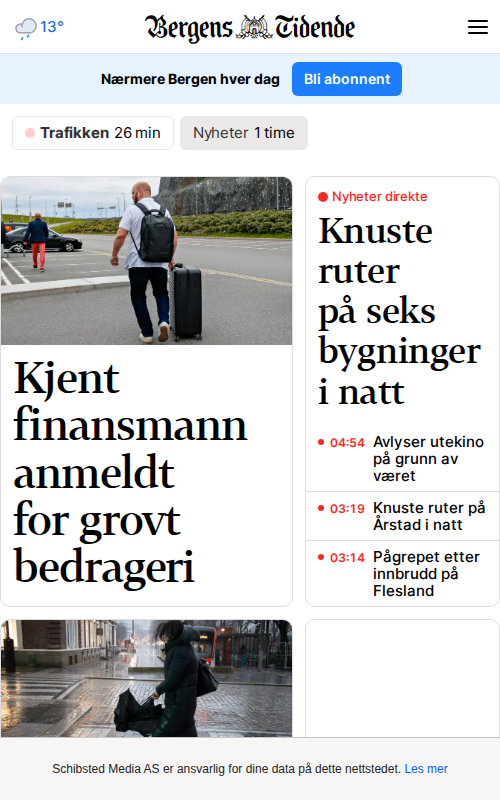 13°
Bergens Tidende
Nærmere Bergen hver dag
Bli abonnent
Trafikken 26 min
Nyheter 1 time
Kjent
finansmann
anmeldt
for grovt
bedrageri
Nyheter direkte
Knuste
ruter
på seks
bygninger
i natt
04:54 Avlyser utekino
på grunn av
været
03:19 Knuste ruter på
Årstad i natt
03:14 Pågrepet etter
innbrudd på
Flesland
Schibsted Media AS er ansvarlig for dine data på dette nettstedet. Les mer